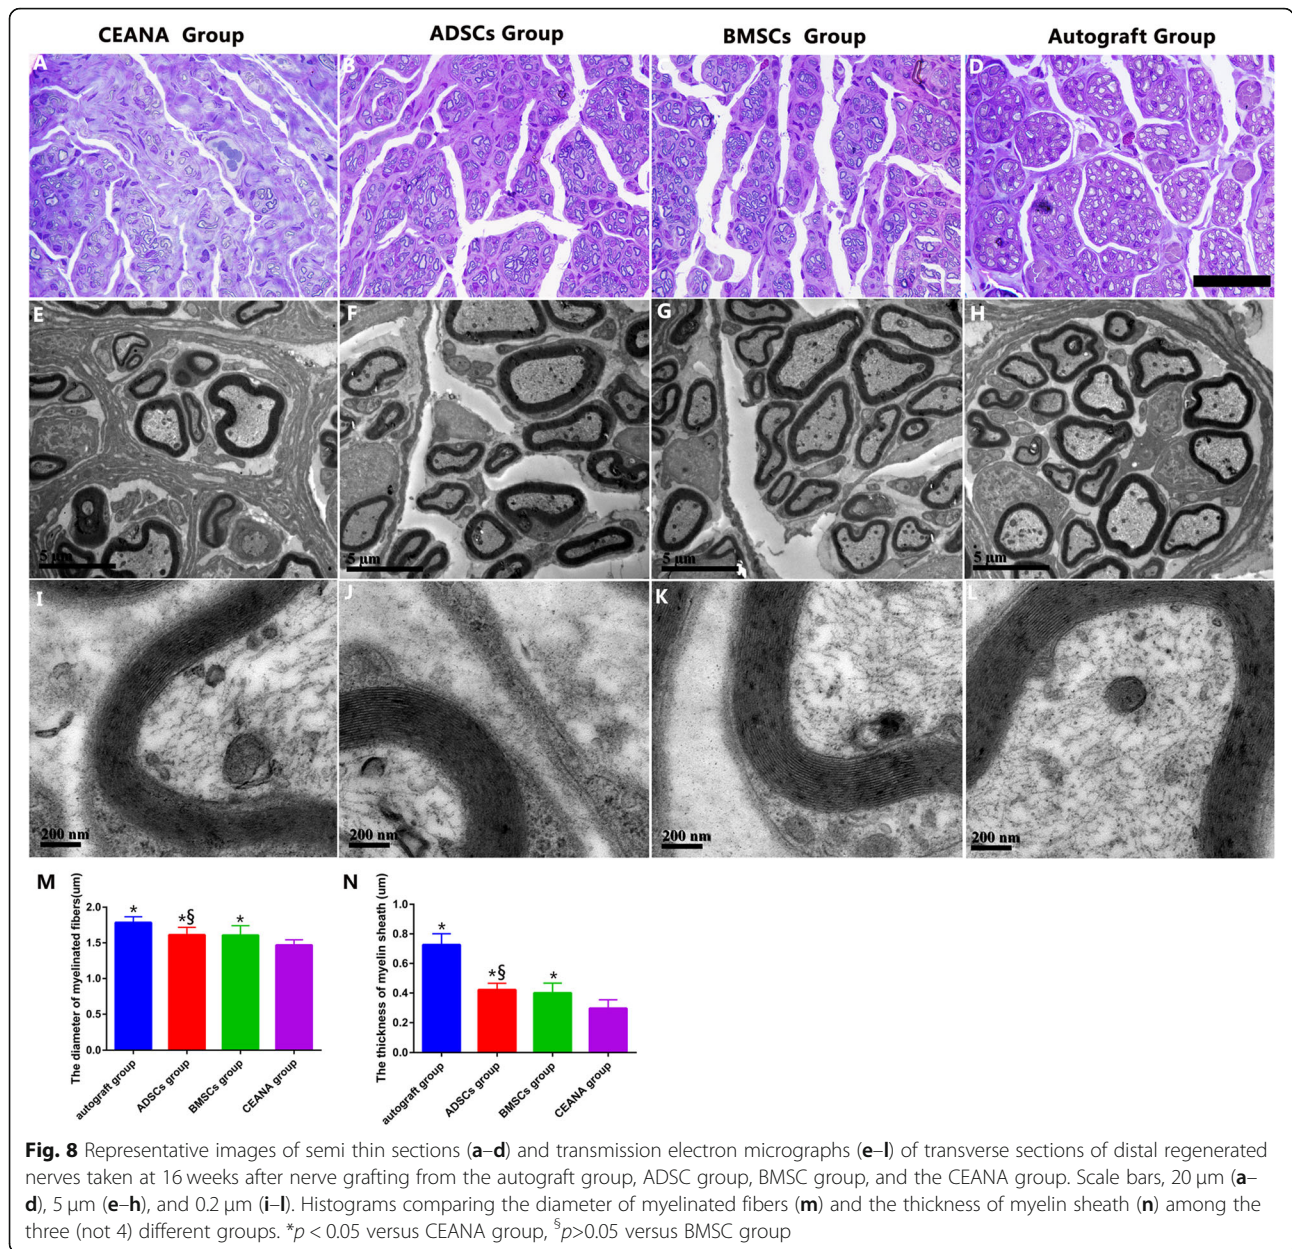 CEANA Group
ADSCs Group
BMSCs Group
Autograft Group
A
B
C
D
E
F
G
H
5 μm
5 μm
5 μm
5 μm
I
J
K
L
200 nm
200 nm
200 nm
200 nm
M
The diameter of myelinated fibers(um)
2.0
1.5
1.0
0.5
0.0
*
*§
*
autograft group
ADSCs group
BMSCs group
CEANA group
N
The thickness of myelin sheath (um)
1.0
0.8
0.6
0.4
0.2
0.0
*
*§
*
autograft group
ADSCs group
BMSCs group
CEANA group
Fig. 8 Representative images of semi thin sections (a–d) and transmission electron micrographs (e–l) of transverse sections of distal regenerated
nerves taken at 16 weeks after nerve grafting from the autograft group, ADSC group, BMSC group, and the CEANA group. Scale bars, 20 μm (a–
d), 5 μm (e–h), and 0.2 μm (i–l). Histograms comparing the diameter of myelinated fibers (m) and the thickness of myelin sheath (n) among the
three (not 4) different groups. *p < 0.05 versus CEANA group, §p>0.05 versus BMSC group